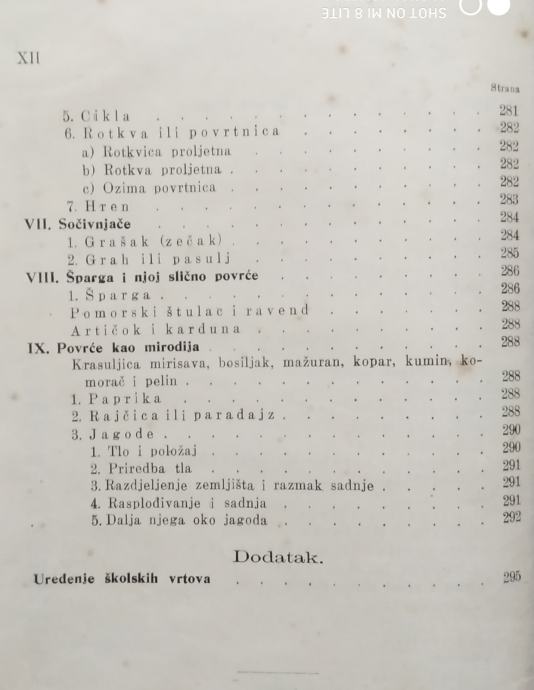 SHOT ON MI 8 LITE
XII
Strana
5. Cikla . . . . . . . . . . 281
6. Rotkva ili povrtnica . . . . . . . 282
a) Rotkvica proljetna . . . . . . . 282
b) Rotkva proljetna . . . . . . . . 282
c) Ozima povrtnica . . . . . . . . 282
7. Hren . . . . . . . . . . 283
VII. Sočivnjače . . . . . . . . . . 284
1. Grašak (zečak) . . . . . . . . 284
2. Grah ili pasulj . . . . . . . . 285
VIII. Šparga i njoj slično povrće . . . . . . . 286
1. Šparga . . . . . . . . . . 286
Pomorski štulac i ravend . . . . . . 288
Artičok i karduna . . . . . . . . 288
IX. Povrće kao mirodija . . . . . . . . 288
Krasuljica mirisava, bosiljak, mažuran, kopar, kumin, ko-
morač i pelin . . . . . . . . . 288
1. Paprika . . . . . . . . . . 288
2. Rajčica ili paradajz . . . . . . . 288
3. Jagode . . . . . . . . . . 290
1. Tlo i položaj . . . . . . . . 290
2. Priredba tla . . . . . . . . 291
3. Razdjeljenje zemljišta i razmak sadnje . . . . 291
4. Rasplođivanje i sadnja . . . . . . 291
5. Dalja njega oko jagoda . . . . . . 292
Dodatak.
Uređenje školskih vrtova . . . . . . . 295